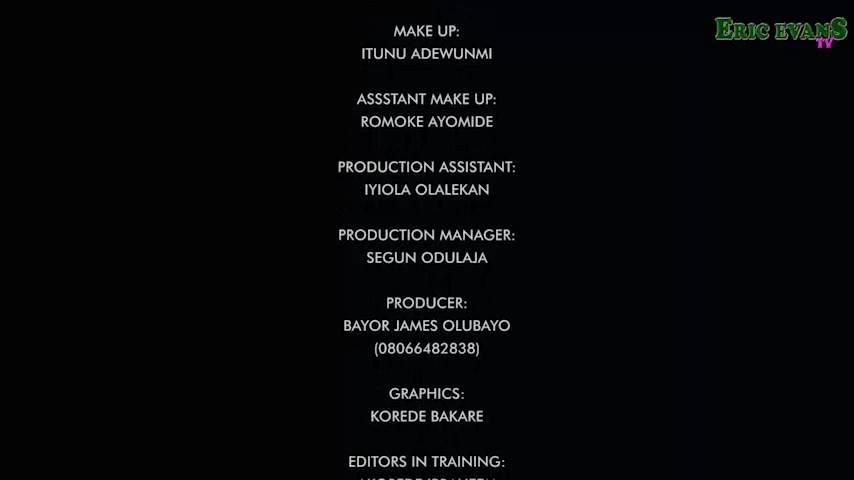 ERIC EVANS
TV
MAKE UP:
ITUNU ADEWUNMI
ASSSTANT MAKE UP:
ROMOKE AYOMIDE
PRODUCTION ASSISTANT:
IYIOLA OLALEKAN
PRODUCTION MANAGER:
SEGUN ODULAJA
PRODUCER:
BAYOR JAMES OLUBAYO
(08066482838)
GRAPHICS:
KOREDE BAKARE
EDITORS IN TRAINING: